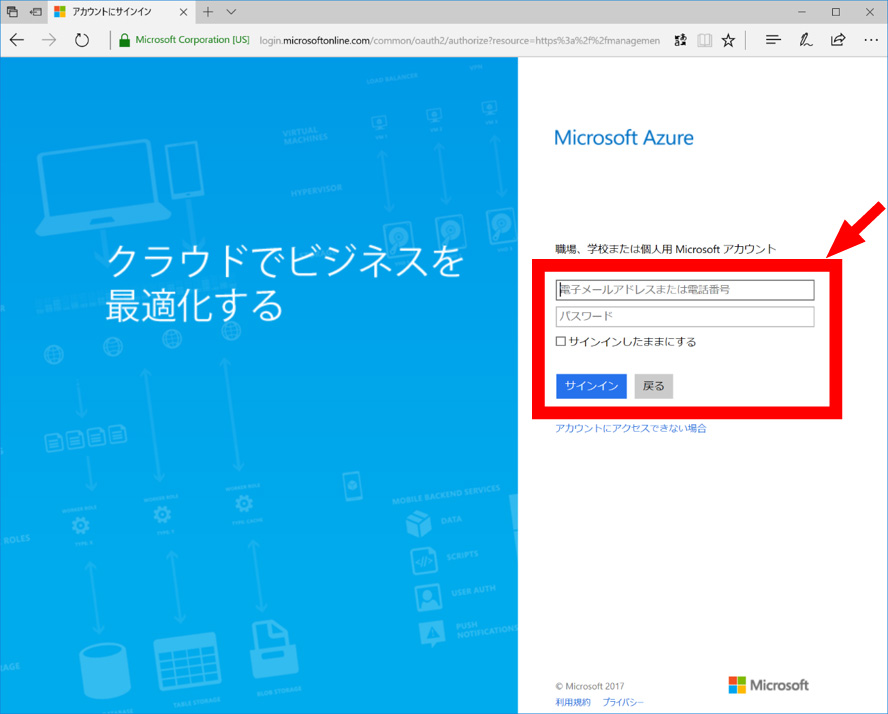 アカウントにサインイン
Microsoft Corporation [US]
login.microsoftonline.com/common/oauth2/authorize?resource=https%3a%2f%2fmanagemen
LOAD BALANCER
VIRTUAL
MACHINES
HYPERVISOR
クラウドでビジネスを
最適化する
Microsoft Azure
職場、学校または個人用 Microsoft アカウント
電子メールアドレスまたは電話番号
パスワード
サインインしたままにする
サインイン
戻る
アカウントにアクセスできない場合
WORKER ROLE
WORKER ROLE
WORKER ROLE
ROLES
MOBILE BACKEND SERVICES
DATA
SCRIPTS
USER AUTH
PUSH
NOTIFICATIONS
TABLE STORAGE
BLOB STORAGE
© Microsoft 2017
利用規約 プライバシー
Microsoft